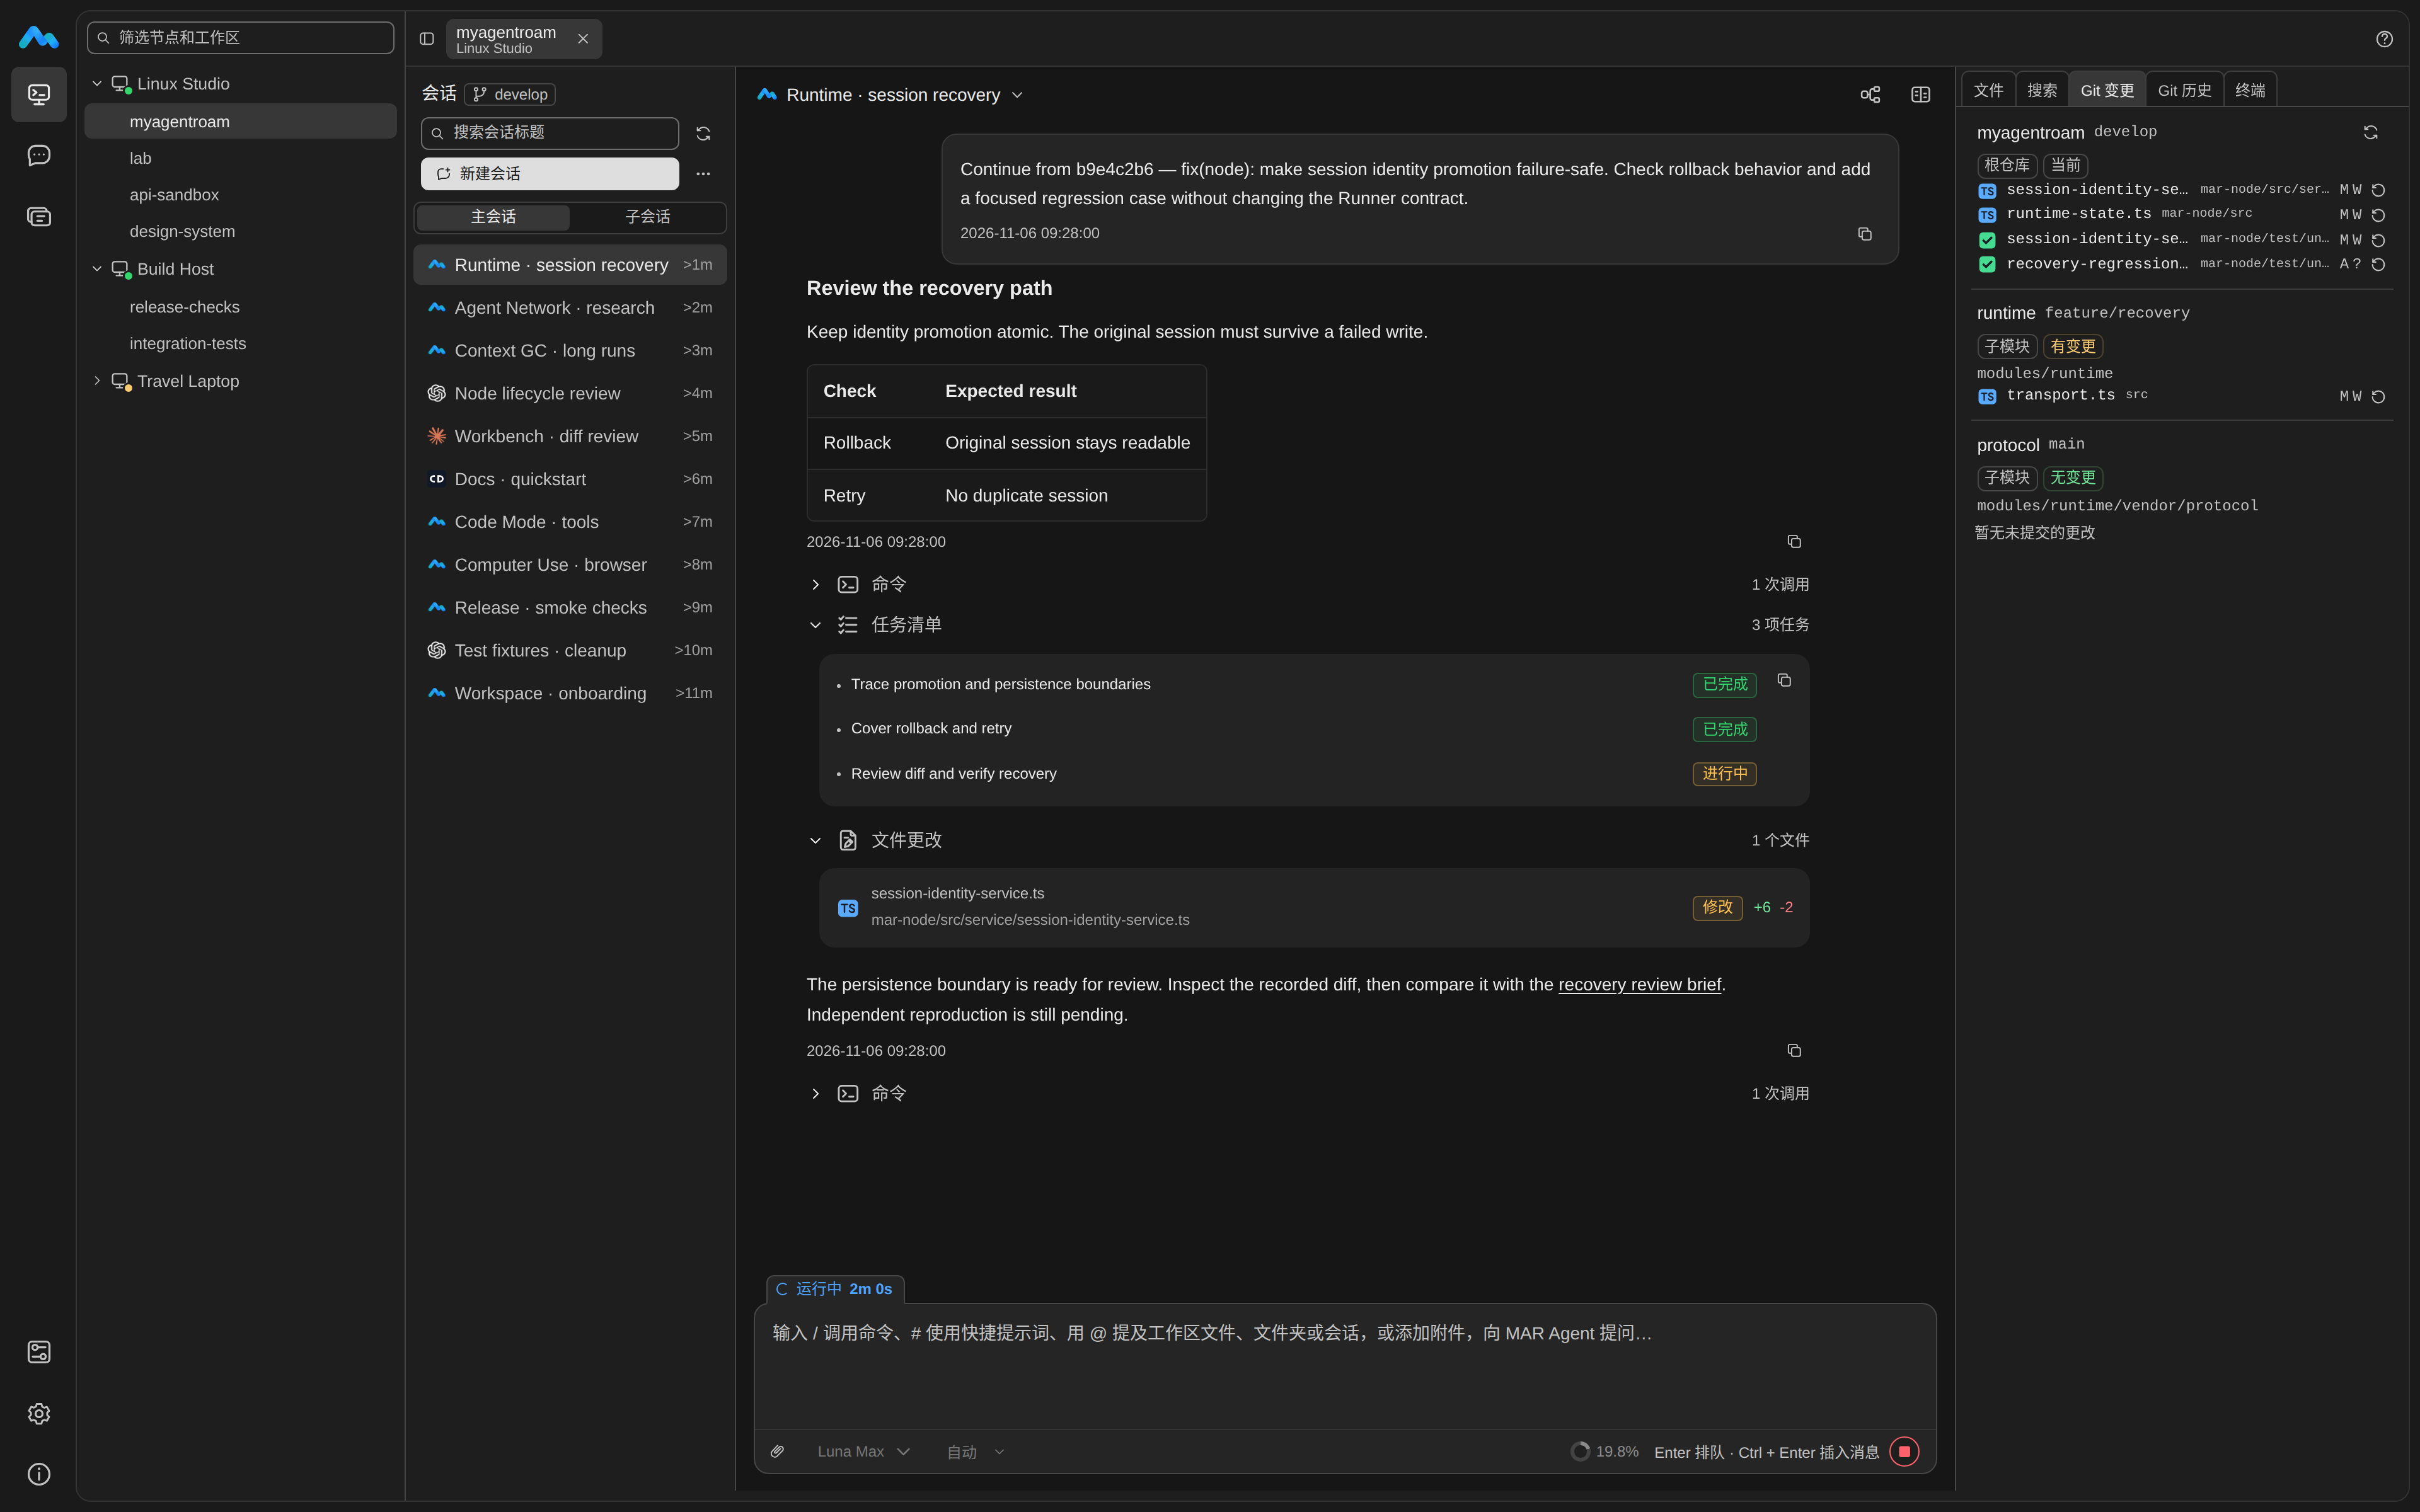 筛选节点和工作区
Linux Studio
myagentroam
lab
api-sandbox
design-system
Build Host
release-checks
integration-tests
Travel Laptop
myagentroam
Linux Studio
会话 develop
搜索会话标题
新建会话
主会话 子会话
Runtime · session recovery >1m
Agent Network · research >2m
Context GC · long runs >3m
Node lifecycle review >4m
Workbench · diff review >5m
CD Docs · quickstart >6m
Code Mode · tools >7m
Computer Use · browser >8m
Release · smoke checks >9m
Test fixtures · cleanup >10m
Workspace · onboarding >11m
Runtime · session recovery
Continue from b9e4c2b6 — fix(node): make session identity promotion failure-safe. Check rollback behavior and add
a focused regression case without changing the Runner contract.
2026-11-06 09:28:00
Review the recovery path
Keep identity promotion atomic. The original session must survive a failed write.
Check Expected result
Rollback Original session stays readable
Retry No duplicate session
2026-11-06 09:28:00
命令 1 次调用
任务清单 3 项任务
• Trace promotion and persistence boundaries 已完成
• Cover rollback and retry 已完成
• Review diff and verify recovery 进行中
文件更改 1 个文件
TS session-identity-service.ts
mar-node/src/service/session-identity-service.ts 修改 +6 -2
The persistence boundary is ready for review. Inspect the recorded diff, then compare it with the recovery review brief.
Independent reproduction is still pending.
2026-11-06 09:28:00
命令 1 次调用
运行中 2m 0s
输入 / 调用命令、# 使用快捷提示词、用 @ 提及工作区文件、文件夹或会话，或添加附件，向 MAR Agent 提问…
Luna Max 自动 19.8% Enter 排队 · Ctrl + Enter 插入消息
文件 搜索 Git 变更 Git 历史 终端
myagentroam develop
根仓库 当前
TS session-identity-se… mar-node/src/ser… M W
TS runtime-state.ts mar-node/src M W
session-identity-se… mar-node/test/un… M W
recovery-regression… mar-node/test/un… A ?
runtime feature/recovery
子模块 有变更
modules/runtime
TS transport.ts src M W
protocol main
子模块 无变更
modules/runtime/vendor/protocol
暂无未提交的更改